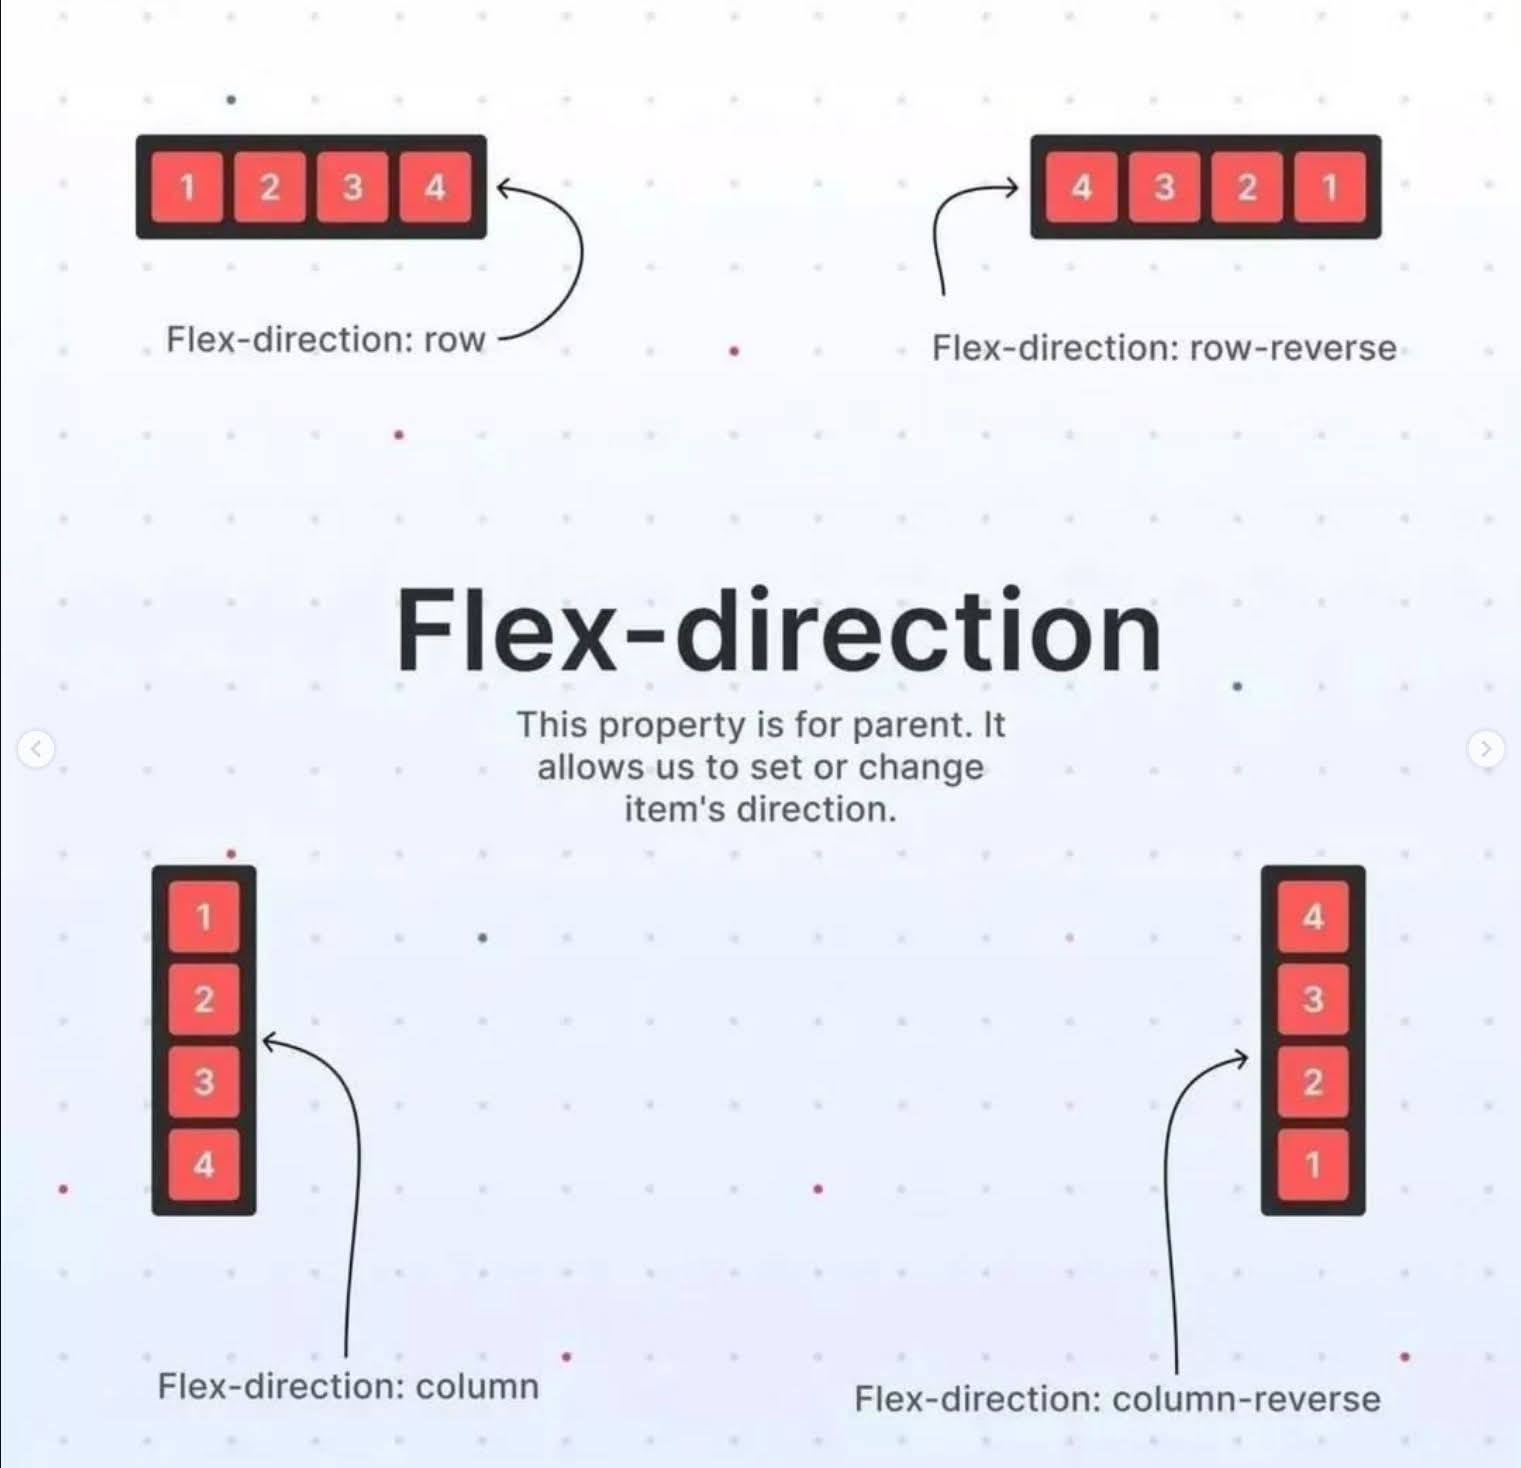 1 2 3 4
4 3 2 1
Flex-direction: row
Flex-direction: row-reverse
Flex-direction
This property is for parent. It
allows us to set or change
item's direction.
1
2
3
4
4
3
2
1
Flex-direction: column
Flex-direction: column-reverse